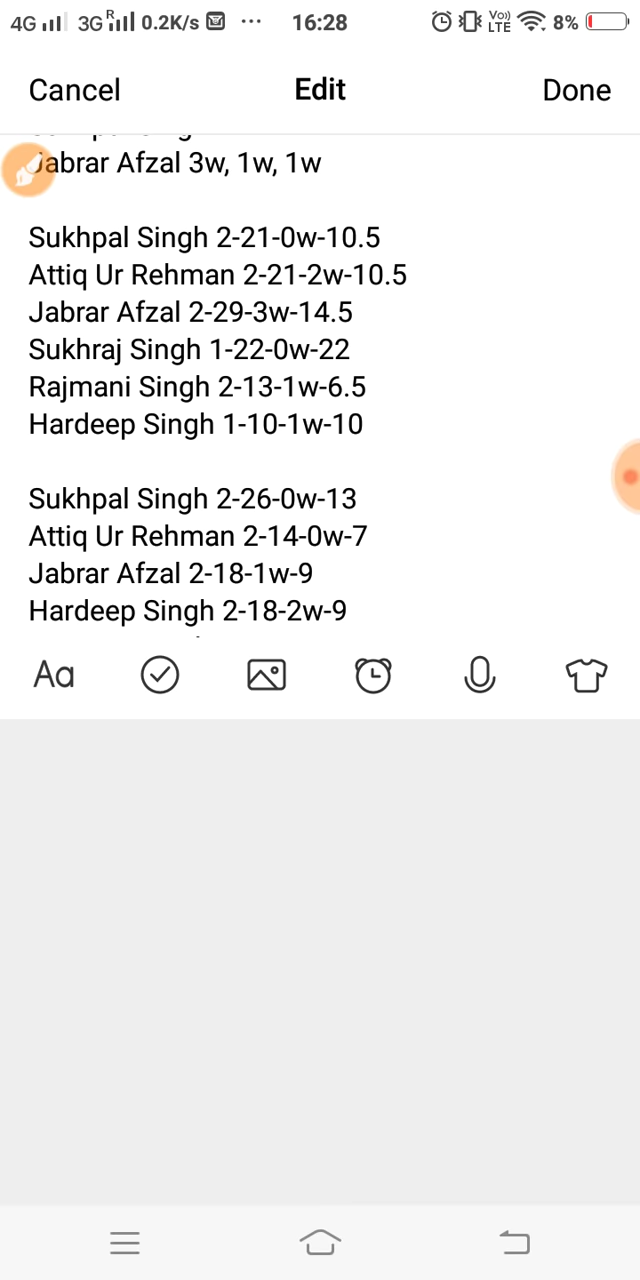 4G 3G R 0.2K/s ... 16:28 Vo) LTE 8%
Cancel Edit Done
Jabrar Afzal 3w, 1w, 1w
Sukhpal Singh 2-21-0w-10.5
Attiq Ur Rehman 2-21-2w-10.5
Jabrar Afzal 2-29-3w-14.5
Sukhraj Singh 1-22-0w-22
Rajmani Singh 2-13-1w-6.5
Hardeep Singh 1-10-1w-10
Sukhpal Singh 2-26-0w-13
Attiq Ur Rehman 2-14-0w-7
Jabrar Afzal 2-18-1w-9
Hardeep Singh 2-18-2w-9
Aa